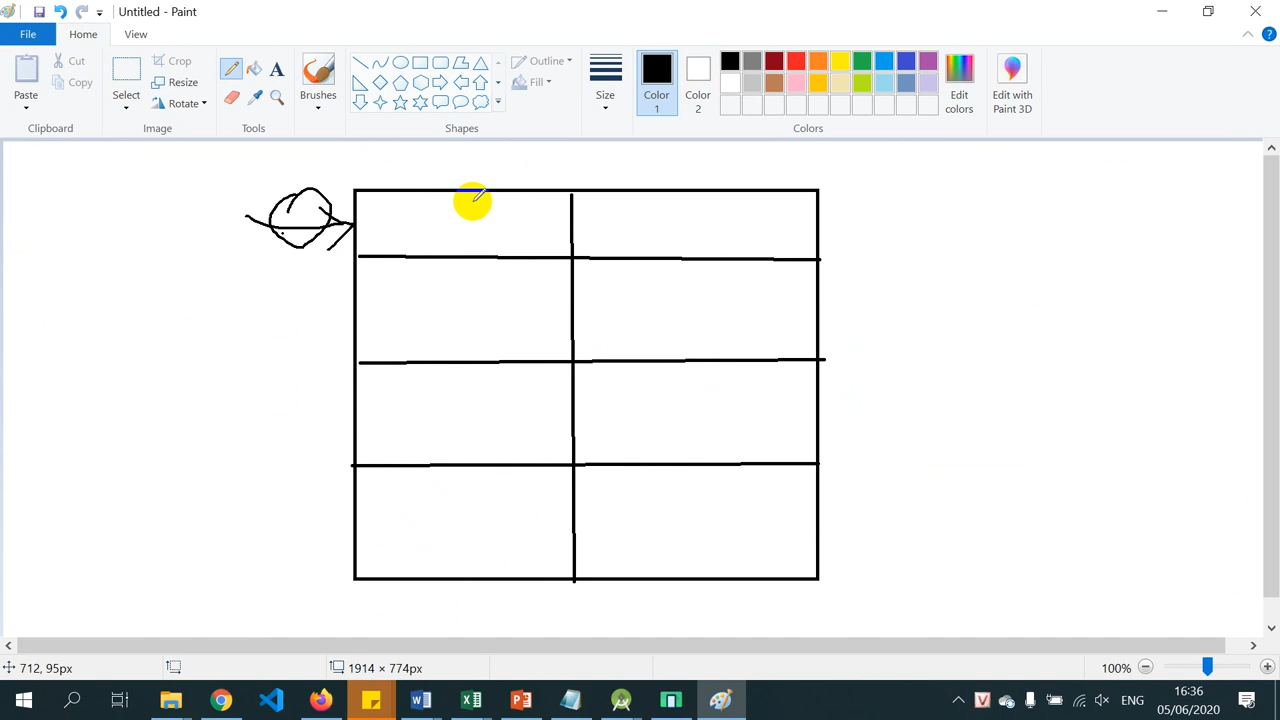 Untitled - Paint
File
Home
View
Paste
Cut
Copy
Clipboard
Select
Crop
Resize
Rotate
Image
A
Tools
Brushes
Outline
Fill
Shapes
Size
Color
1
Color
2
Edit
colors
Edit with
Paint 3D
Colors
712, 95px
1914 × 774px
100%
ENG
16:36
05/06/2020